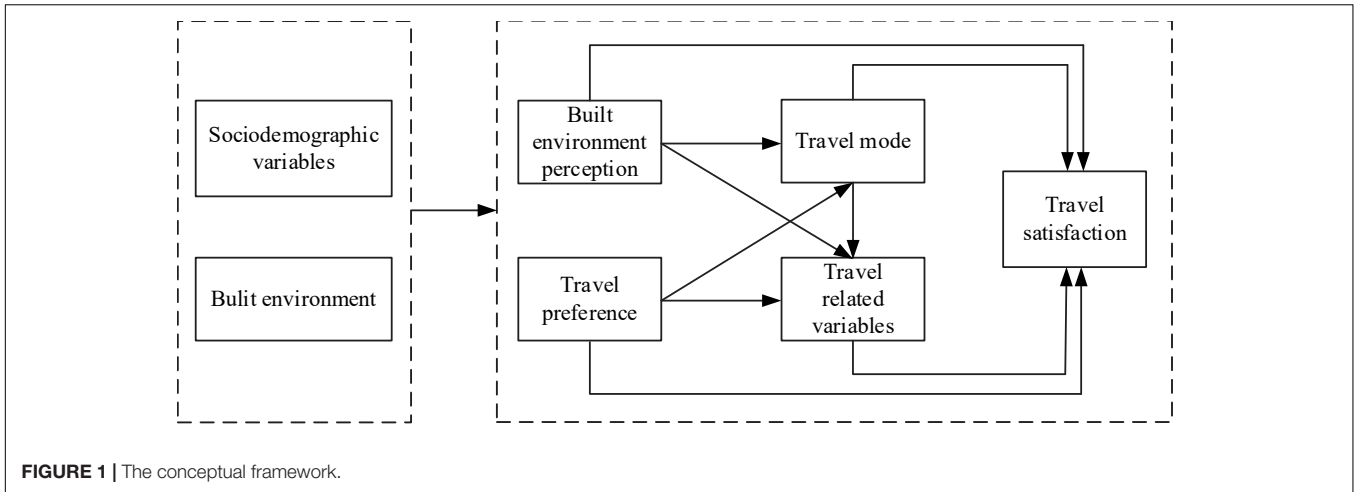 Sociodemographic
variables
Bulit environment
Built
environment
perception
Travel mode
Travel
preference
Travel
related
variables
Travel
satisfaction
FIGURE 1 | The conceptual framework.